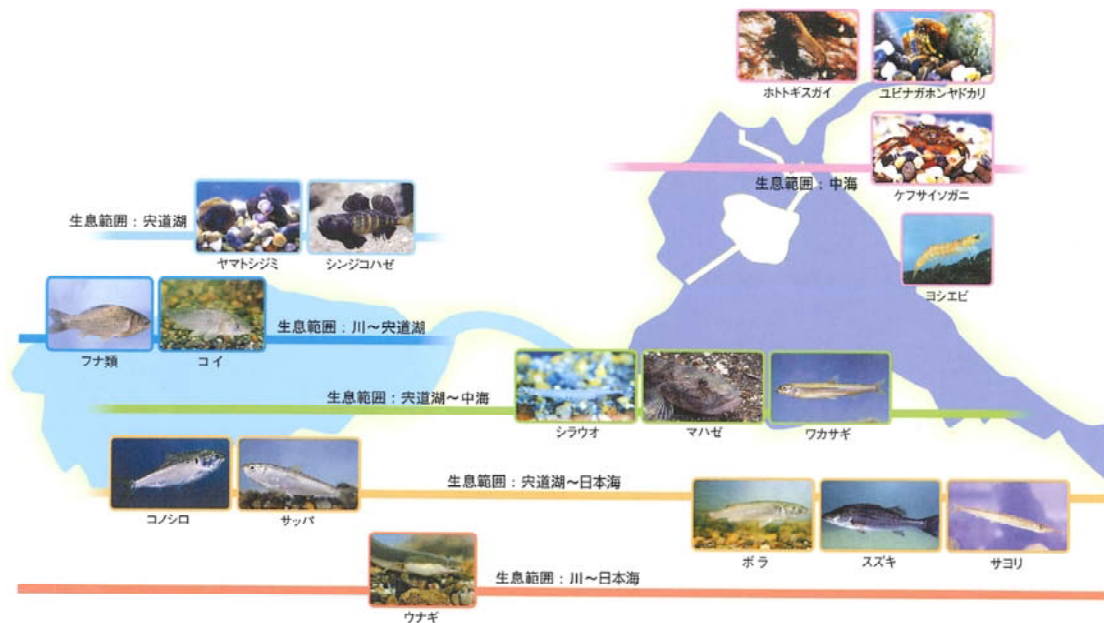 ホトトギスガイ
ユビナガホンヤドカリ
生息範囲：中海
ケフサイソガニ
生息範囲：宍道湖
ヤマトシジミ
シンジコハゼ
ヨシエビ
生息範囲：川～宍道湖
フナ類
コイ
生息範囲：宍道湖～中海
シラウオ
マハゼ
ワカサギ
生息範囲：宍道湖～日本海
コノシロ
サッパ
ボラ
スズキ
サヨリ
生息範囲：川～日本海
ウナギ